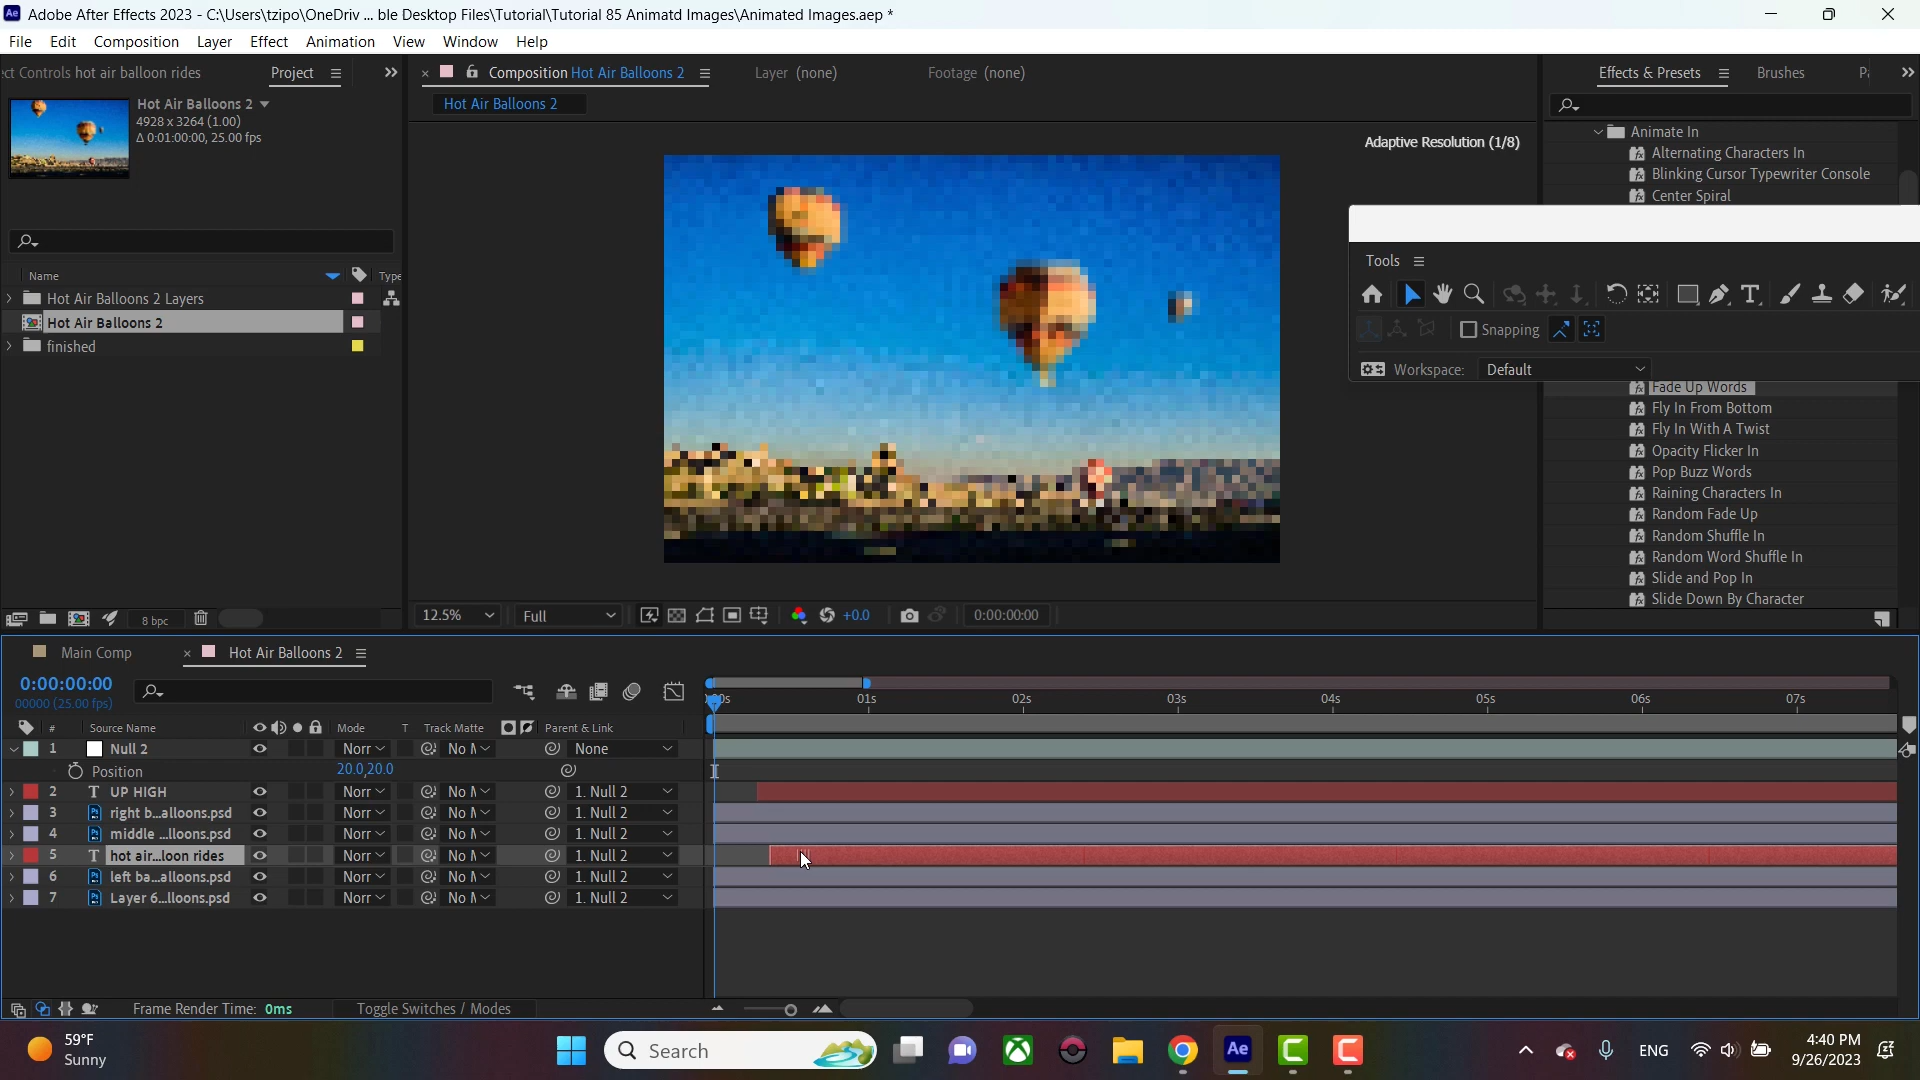 Adobe After Effects 2023 - C:\Users\tzipo\OneDriv ... ble Desktop Files\Tutorial\Tutorial 85 Animatd Images\Animated Images.aep *
File Edit Composition Layer Effect Animation View Window Help
ct Controls hot air balloon rides Project
Composition Hot Air Balloons 2 Layer (none) Footage (none)
Effects & Presets Brushes
Hot Air Balloons 2
4928 x 3264 (1.00)
Δ 0:01:00:00, 25.00 fps
Hot Air Balloons 2
Adaptive Resolution (1/8)
Animate In
Alternating Characters In
Blinking Cursor Typewriter Console
Center Spiral
Tools
Snapping
Workspace: Default
Fade Up Words
Fly In From Bottom
Fly In With A Twist
Opacity Flicker In
Pop Buzz Words
Raining Characters In
Random Fade Up
Random Shuffle In
Random Word Shuffle In
Slide and Pop In
Slide Down By Character
Name Type
Hot Air Balloons 2 Layers
Hot Air Balloons 2
finished
8 bpc
12.5% Full +0.0 0:00:00:00
Main Comp Hot Air Balloons 2
0:00:00:00
00000 (25.00 fps)
01s 02s 03s 04s 05s 06s 07s
# Source Name Mode T Track Matte Parent & Link
1 Null 2 Norr No M None
Position 20.0,20.0
2 T UP HIGH Norr No M 1. Null 2
3 right b...alloons.psd Norr No M 1. Null 2
4 middle ...lloons.psd Norr No M 1. Null 2
5 T hot air...loon rides Norr No M 1. Null 2
6 left ba...alloons.psd Norr No M 1. Null 2
7 Layer 6...lloons.psd Norr No M 1. Null 2
Frame Render Time: 0ms Toggle Switches / Modes
59°F
Sunny
Search
Ae
ENG
4:40 PM
9/26/2023